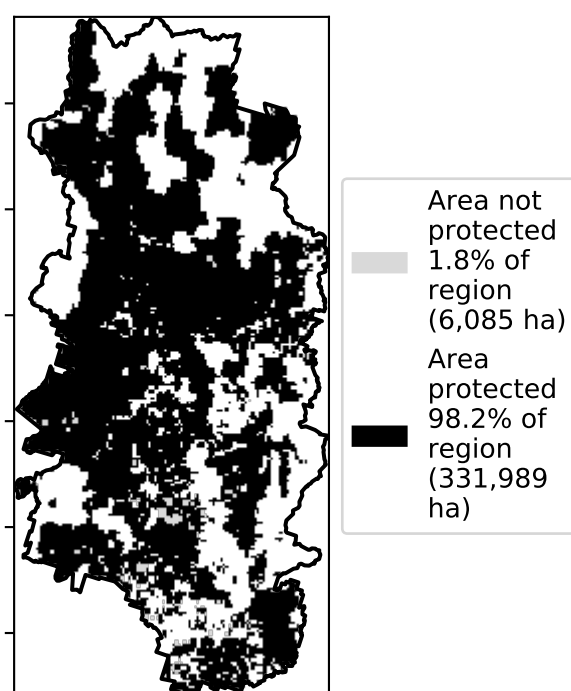 Area not
protected
1.8% of
region
(6,085 ha)
Area
protected
98.2% of
region
(331,989
ha)